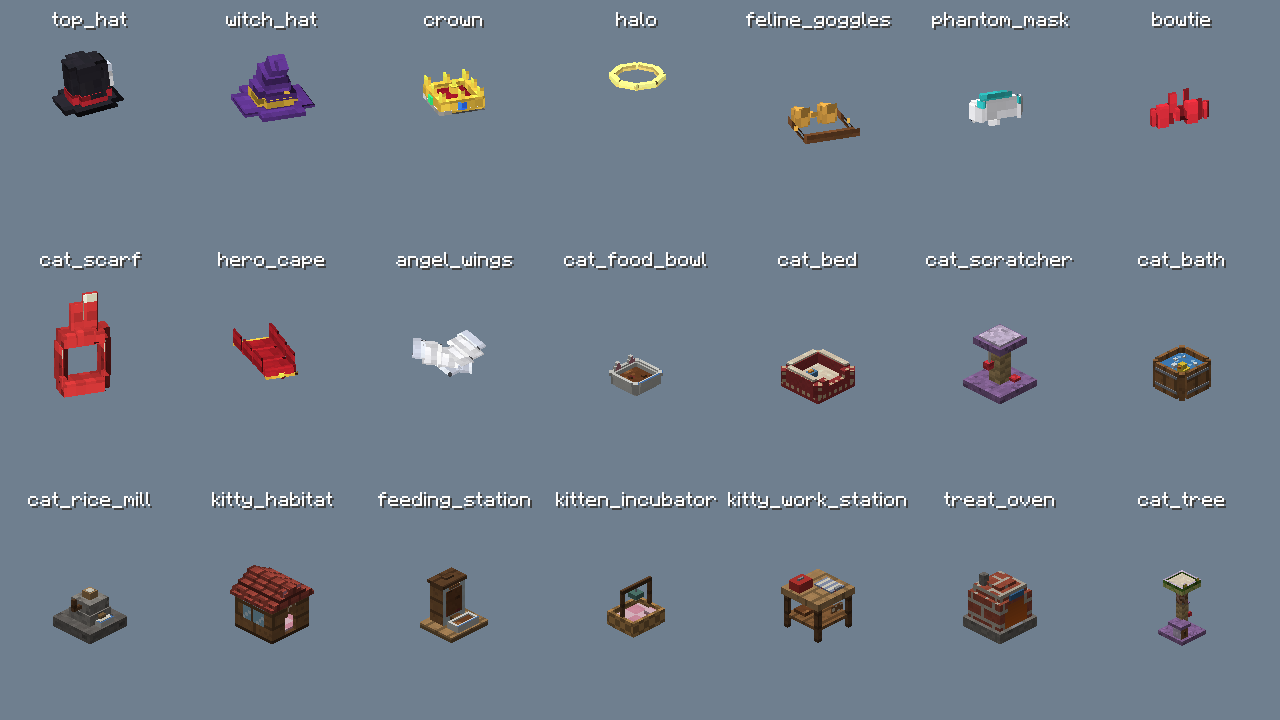 top_hat
witch_hat
crown
halo
feline_goggles
phantom_mask
bowtie
cat_scarf
hero_cape
angel_wings
cat_food_bowl
cat_bed
cat_scratcher
cat_bath
cat_rice_mill
kitty_habitat
feeding_station
kitten_incubator
kitty_work_station
treat_oven
cat_tree